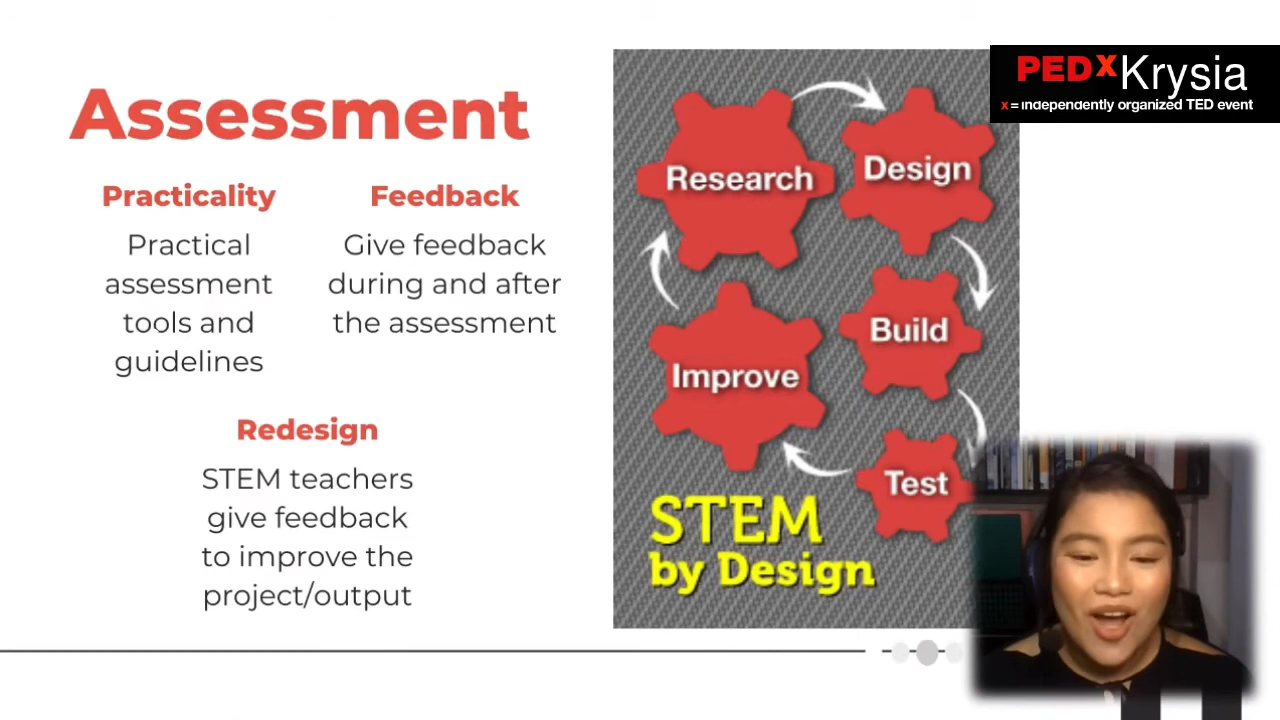 Assessment
Practicality
Practical
assessment
tools and
guidelines
Feedback
Give feedback
during and after
the assessment
Redesign
STEM teachers
give feedback
to improve the
project/output
Research
Design
Build
Test
Improve
STEM
by Design
PEDxKrysia
x = independently organized TED event